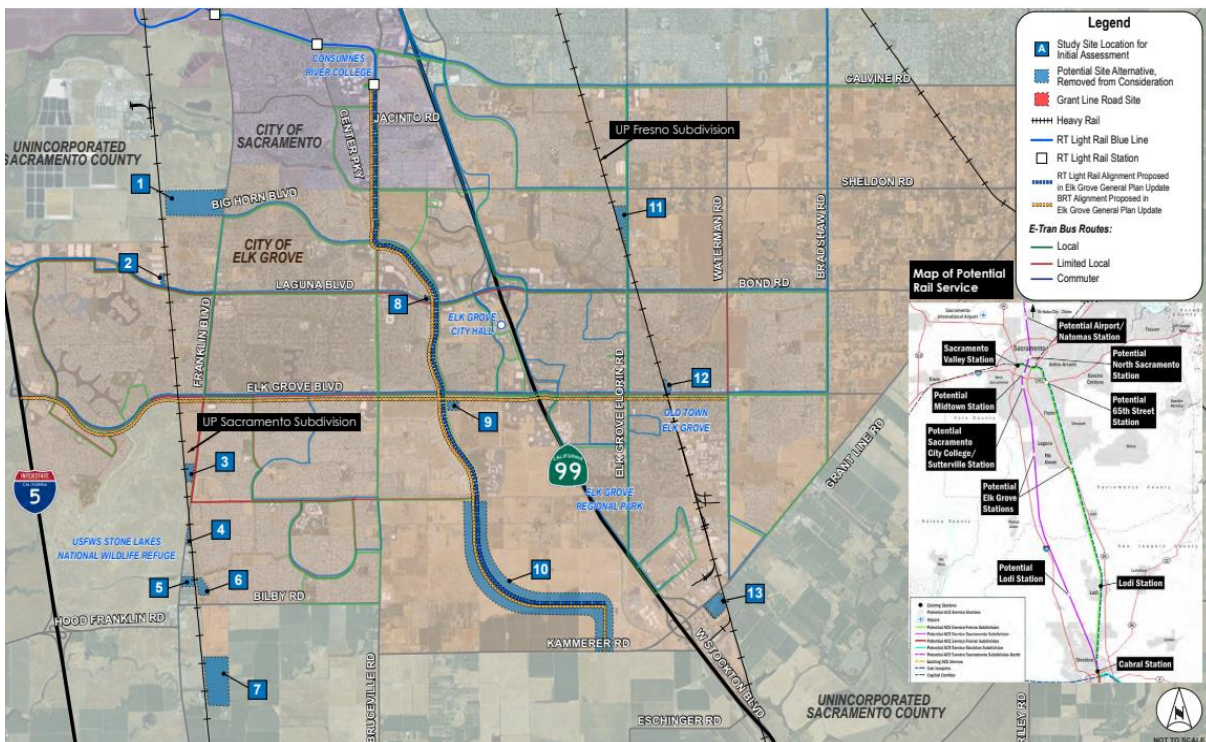 Legend
A
Study Site Location for
Initial Assessment
Potential Site Alternative,
Removed from Consideration
Grant Line Road Site
Heavy Rail
RT Light Rail Blue Line
RT Light Rail Station
RT Light Rail Alignment Proposed
in Elk Grove General Plan Update
BRT Alignment Proposed in
Elk Grove General Plan Update
E-Tran Bus Routes:
Local
Limited Local
Commuter
CONSUMNES
RIVER COLLEGE
CALVINE RD
JACINTO RD
CENTER PKY
UP Fresno Subdivision
CITY OF
SACRAMENTO
UNINCORPORATED
SACRAMENTO COUNTY
1
BIG HORN BLVD
SHELDON RD
11
WATERMAN RD
BRADSHAW RD
CITY OF
ELK GROVE
2
LAGUNA BLVD
8
BOND RD
FRANKLIN BLVD
ELK GROVE
CITY HALL
ELK GROVE FLORIN RD
12
ELK GROVE BLVD
9
OLD TOWN
ELK GROVE
UP Sacramento Subdivision
GRANT LINE RD
3
INTERSTATE
CALIFORNIA
5
CALIFORNIA
99
ELK GROVE
REGIONAL PARK
4
USFWS STONE LAKES
NATIONAL WILDLIFE REFUGE
5
6
BILBY RD
10
13
HOOD FRANKLIN RD
KAMMERER RD
W STOCKTON BLVD
7
BRUCEVILLE RD
UNINCORPORATED
SACRAMENTO COUNTY
ESCHINGER RD
RILEY RD
Map of Potential
Rail Service
Potential Airport/
Natomas Station
Sacramento
Valley Station
Sacramento
Potential
North Sacramento
Station
Potential
Midtown Station
Potential
65th Street
Station
Potential
Sacramento
City College/
Sutterville Station
Potential
Elk Grove
Stations
Potential
Lodi Station
Lodi Station
Cabral Station
N
NOT TO SCALE